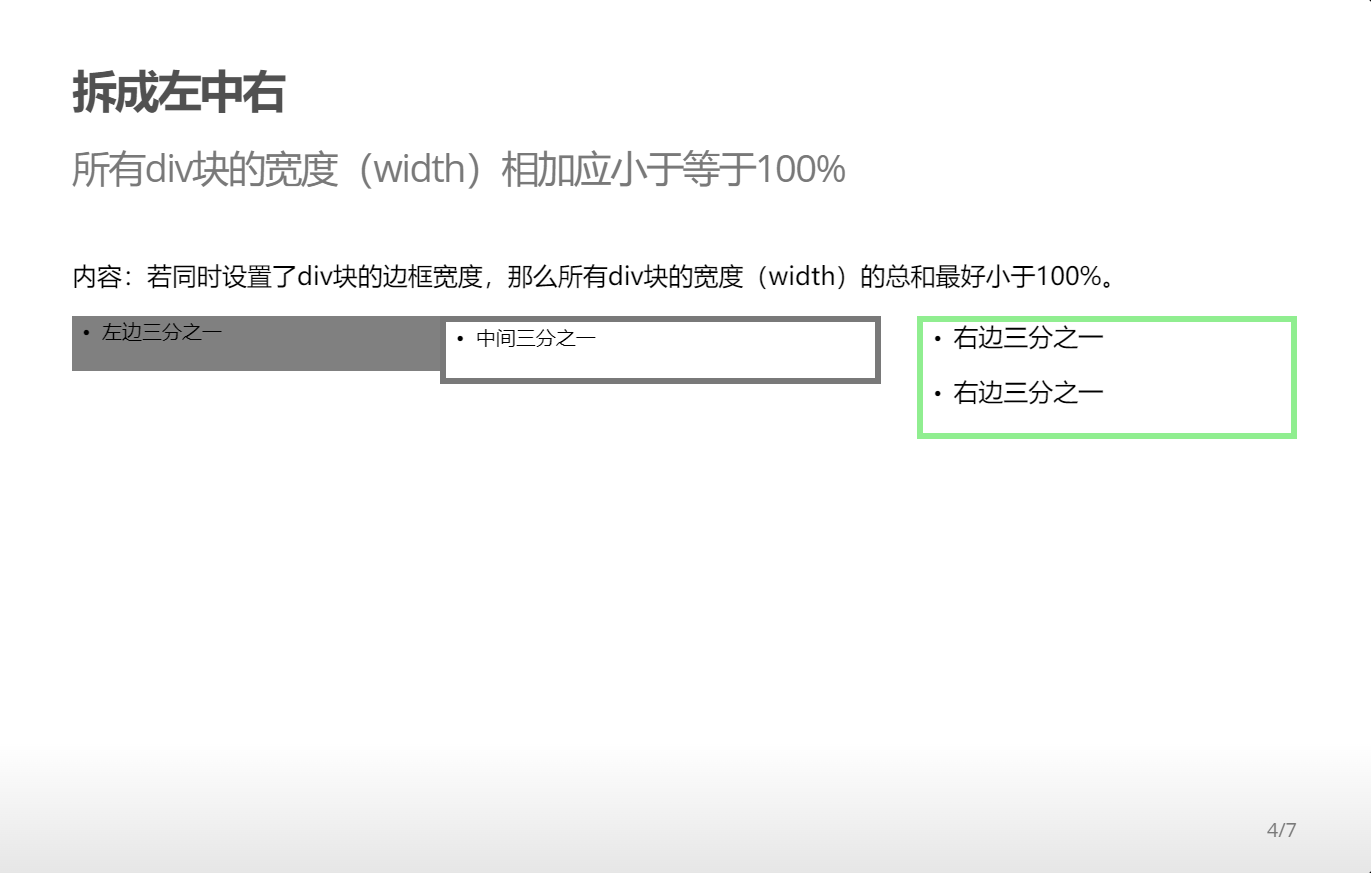 拆成左中右
所有div块的宽度（width）相加应小于等于100%
内容：若同时设置了div块的边框宽度，那么所有div块的宽度（width）的总和最好小于100%。
• 左边三分之一
• 中间三分之一
• 右边三分之一
• 右边三分之一
4/7